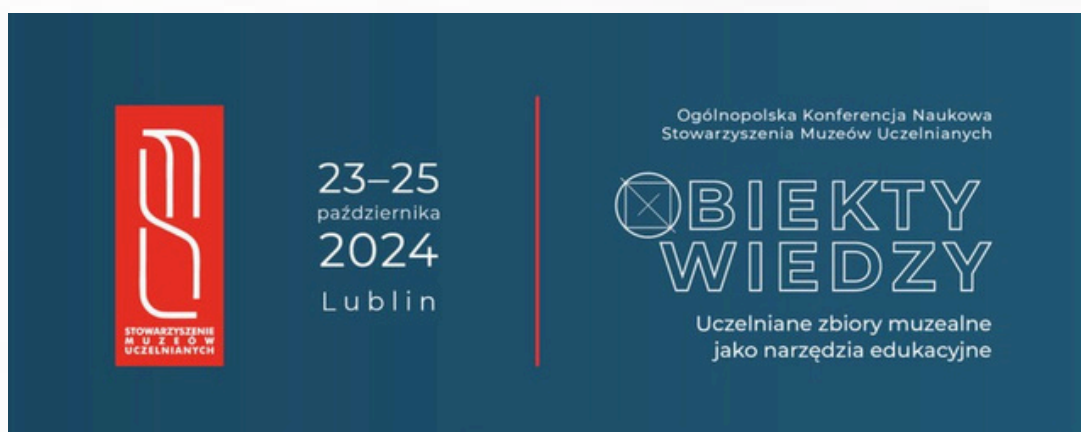 STOWARZYSZENIE
MUZEÓW
UCZELNIANYCH
23–25
października
2024
Lublin
Ogólnopolska Konferencja Naukowa
Stowarzyszenia Muzeów Uczelnianych
OBIEKTY
WIEDZY
Uczelniane zbiory muzealne
jako narzędzia edukacyjne